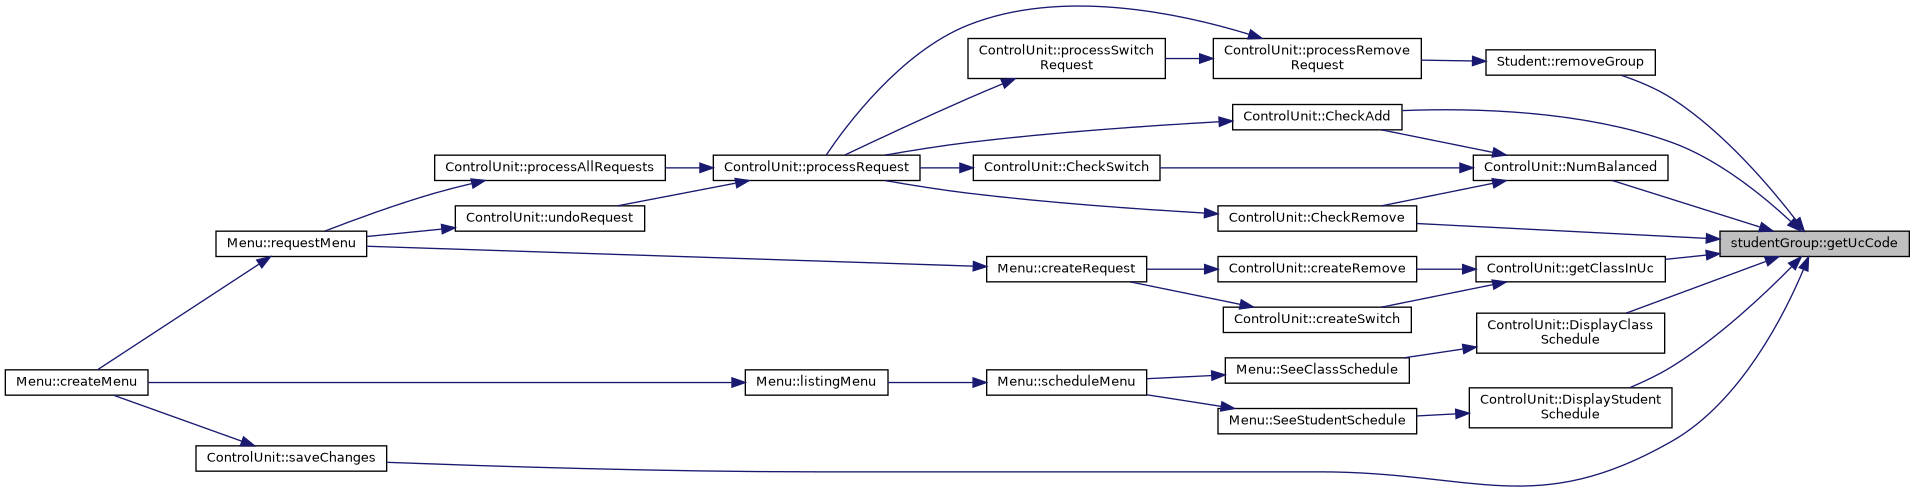 ControlUnit::processSwitch
Request
ControlUnit::processRemove
Request
Student::removeGroup
ControlUnit::CheckAdd
ControlUnit::processAllRequests
ControlUnit::processRequest
ControlUnit::CheckSwitch
ControlUnit::NumBalanced
ControlUnit::undoRequest
ControlUnit::CheckRemove
Menu::requestMenu
studentGroup::getUcCode
Menu::createRequest
ControlUnit::createRemove
ControlUnit::getClassInUc
ControlUnit::createSwitch
ControlUnit::DisplayClass
Schedule
Menu::SeeClassSchedule
Menu::createMenu
Menu::listingMenu
Menu::scheduleMenu
ControlUnit::DisplayStudent
Schedule
Menu::SeeStudentSchedule
ControlUnit::saveChanges